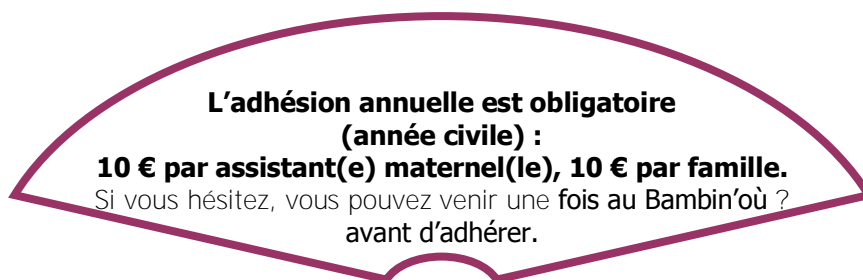 L’adhésion annuelle est obligatoire
(année civile) :
10 € par assistant(e) maternel(le), 10 € par famille.
Si vous hésitez, vous pouvez venir une fois au Bambin’où ?
avant d’adhérer.